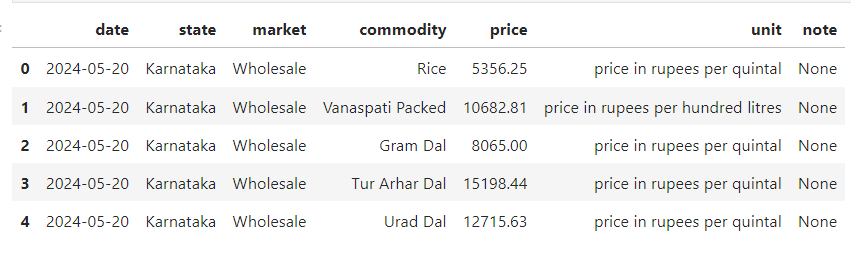 date state market commodity price unit note
0 2024-05-20 Karnataka Wholesale Rice 5356.25 price in rupees per quintal None
1 2024-05-20 Karnataka Wholesale Vanaspati Packed 10682.81 price in rupees per hundred litres None
2 2024-05-20 Karnataka Wholesale Gram Dal 8065.00 price in rupees per quintal None
3 2024-05-20 Karnataka Wholesale Tur Arhar Dal 15198.44 price in rupees per quintal None
4 2024-05-20 Karnataka Wholesale Urad Dal 12715.63 price in rupees per quintal None